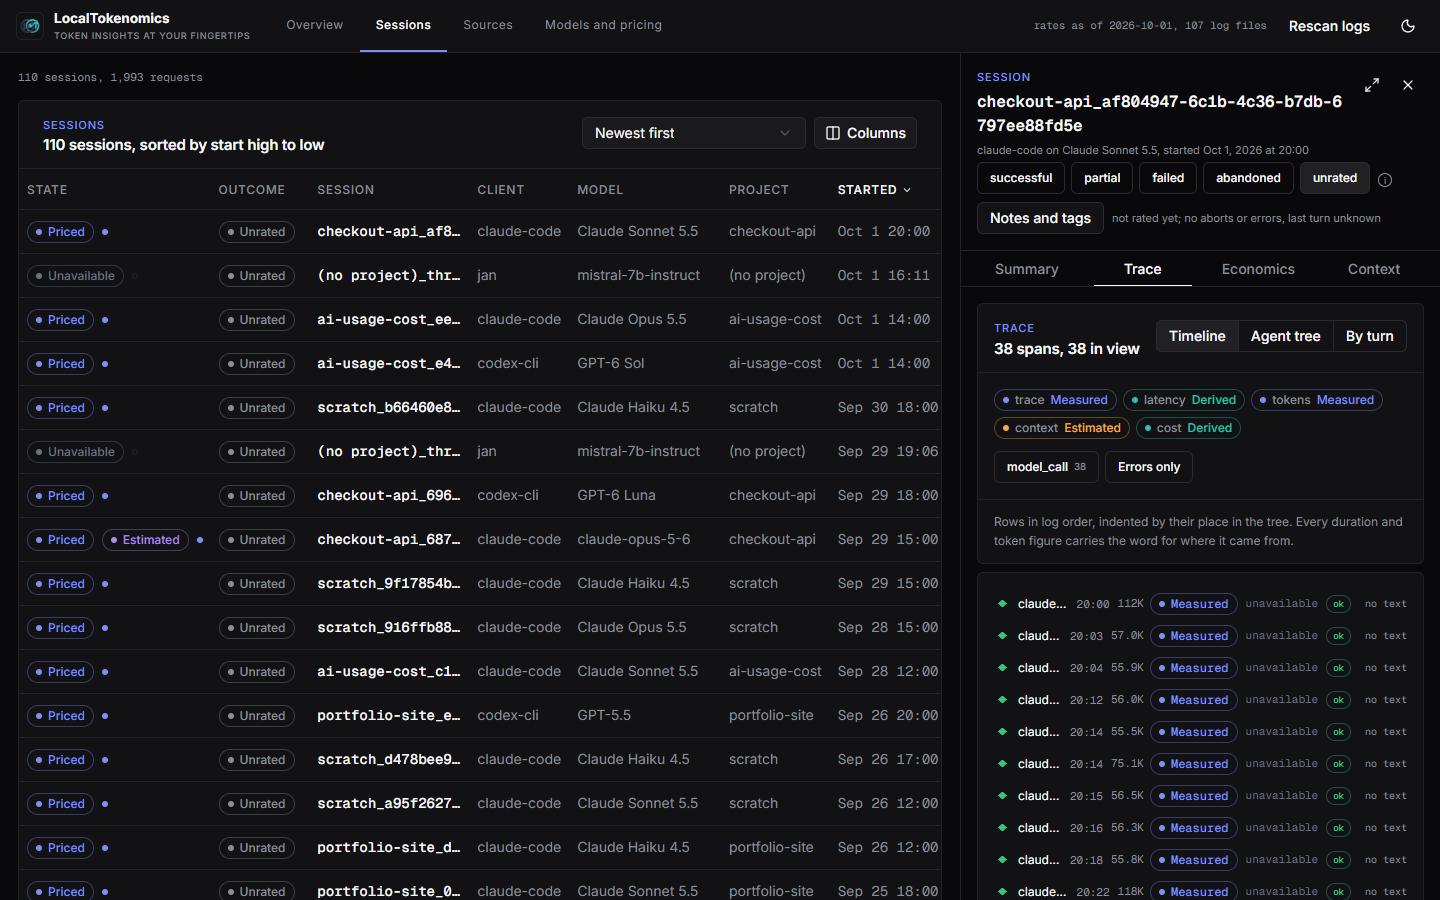 LocalTokenomics
TOKEN INSIGHTS AT YOUR FINGERTIPS
Overview Sessions Sources Models and pricing
rates as of 2026-10-01, 107 log files Rescan logs
110 sessions, 1,993 requests
SESSIONS
110 sessions, sorted by start high to low
Newest first Columns
STATE OUTCOME SESSION CLIENT MODEL PROJECT STARTED
Priced Unrated checkout-api_af8… claude-code Claude Sonnet 5.5 checkout-api Oct 1 20:00
Unavailable Unrated (no project)_thr… jan mistral-7b-instruct (no project) Oct 1 16:11
Priced Unrated ai-usage-cost_ee… claude-code Claude Opus 5.5 ai-usage-cost Oct 1 14:00
Priced Unrated ai-usage-cost_e4… codex-cli GPT-6 Sol ai-usage-cost Oct 1 14:00
Priced Unrated scratch_b66460e8… claude-code Claude Haiku 4.5 scratch Sep 30 18:00
Unavailable Unrated (no project)_thr… jan mistral-7b-instruct (no project) Sep 29 19:06
Priced Unrated checkout-api_696… codex-cli GPT-6 Luna checkout-api Sep 29 18:00
Priced Estimated Unrated checkout-api_687… claude-code claude-opus-5-6 checkout-api Sep 29 15:00
Priced Unrated scratch_9f17854b… claude-code Claude Haiku 4.5 scratch Sep 29 15:00
Priced Unrated scratch_916ffb88… claude-code Claude Opus 5.5 scratch Sep 28 15:00
Priced Unrated ai-usage-cost_c1… claude-code Claude Sonnet 5.5 ai-usage-cost Sep 28 12:00
Priced Unrated portfolio-site_e… codex-cli GPT-5.5 portfolio-site Sep 26 20:00
Priced Unrated scratch_d478bee9… claude-code Claude Haiku 4.5 scratch Sep 26 17:00
Priced Unrated scratch_a95f2627… claude-code Claude Sonnet 5.5 scratch Sep 26 12:00
Priced Unrated portfolio-site_d… claude-code Claude Haiku 4.5 portfolio-site Sep 26 12:00
Priced Unrated portfolio-site_0… claude-code Claude Sonnet 5.5 portfolio-site Sep 25 18:00
SESSION
checkout-api_af804947-6c1b-4c36-b7db-6
797ee88fd5e
claude-code on Claude Sonnet 5.5, started Oct 1, 2026 at 20:00
successful partial failed abandoned unrated
Notes and tags not rated yet; no aborts or errors, last turn unknown
Summary Trace Economics Context
TRACE
38 spans, 38 in view
Timeline Agent tree By turn
trace Measured latency Derived tokens Measured
context Estimated cost Derived
model_call 38 Errors only
Rows in log order, indented by their place in the tree. Every duration and
token figure carries the word for where it came from.
claude… 20:00 112K Measured unavailable ok no text
claud… 20:03 57.0K Measured unavailable ok no text
claud… 20:04 55.9K Measured unavailable ok no text
claud… 20:12 56.0K Measured unavailable ok no text
claud… 20:14 55.5K Measured unavailable ok no text
claud… 20:14 75.1K Measured unavailable ok no text
claud… 20:15 56.5K Measured unavailable ok no text
claud… 20:16 56.3K Measured unavailable ok no text
claud… 20:18 55.8K Measured unavailable ok no text
claude… 20:22 118K Measured unavailable ok no text